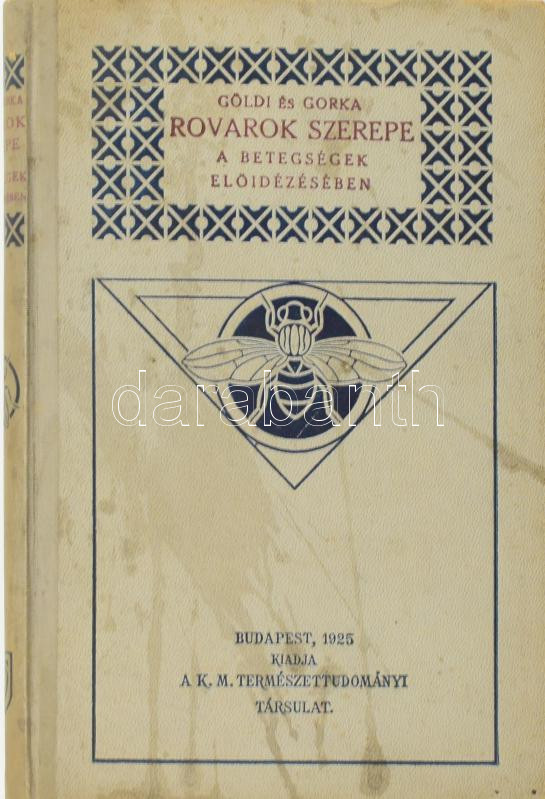 GÖLDI ÉS GORKA
ROVAROK SZEREPE
A BETEGSÉGEK
ELŐIDÉZÉSÉBEN
darabanth
BUDAPEST, 1925
KIADJA
A K. M. TERMÉSZETTUDOMÁNYI
TÁRSULAT.